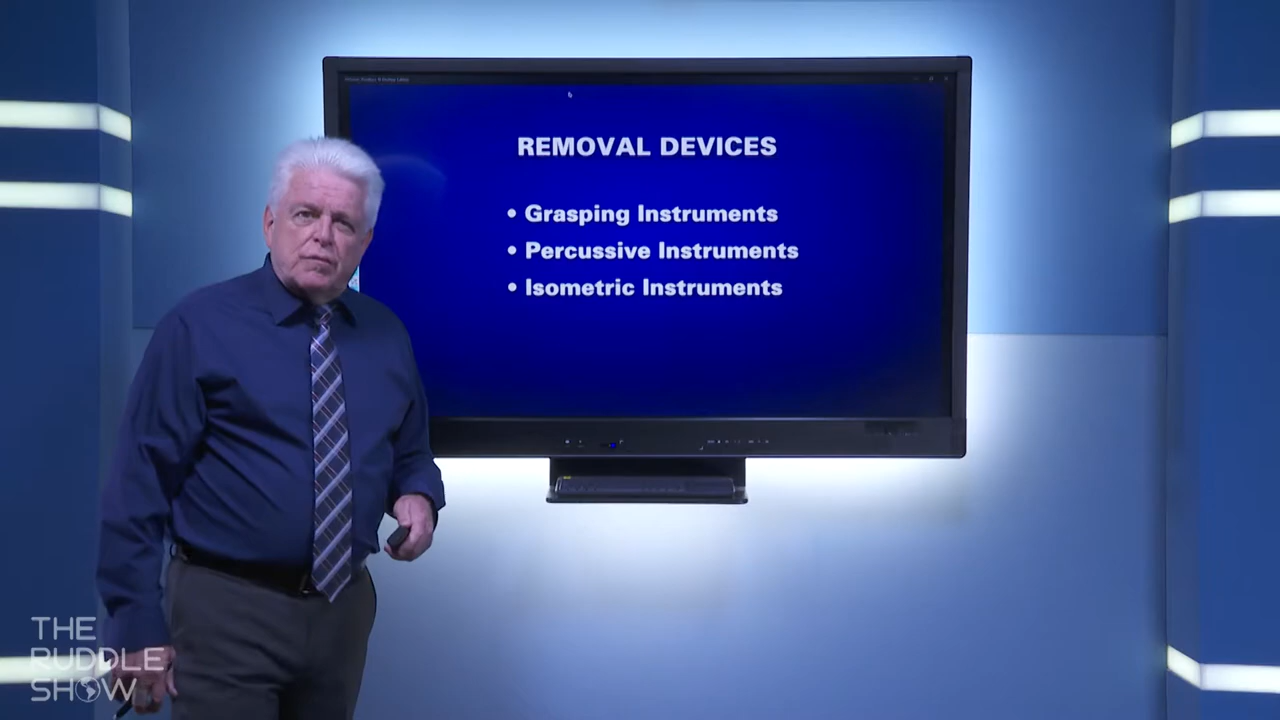 REMOVAL DEVICES
• Grasping Instruments
• Percussive Instruments
• Isometric Instruments
THE
RUDDLE
SHOW